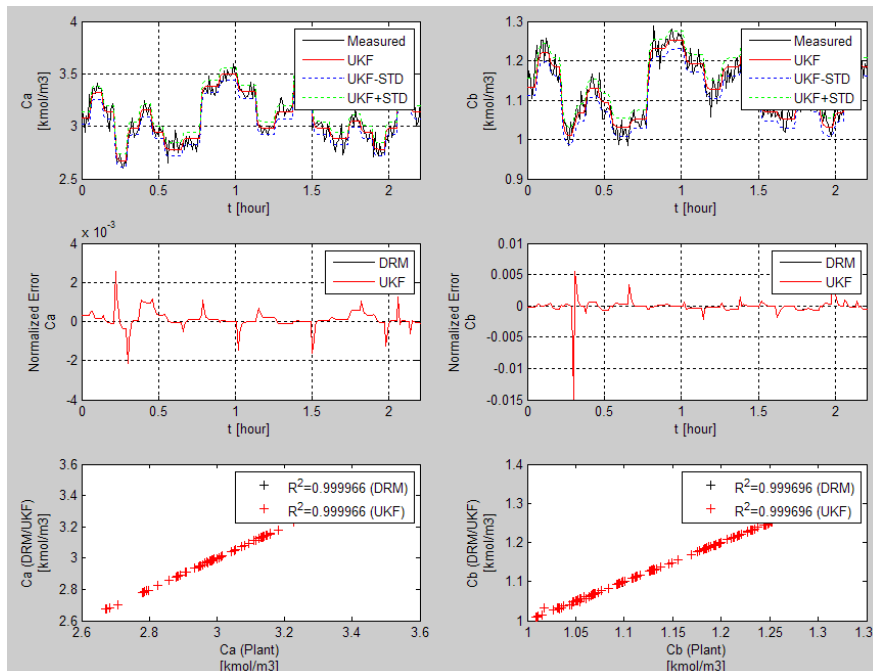 4
3.5
3
2.5
Ca
[kmol/m3]
0
0.5
1
1.5
2
t [hour]
Measured
UKF
UKF-STD
UKF+STD
1.3
1.2
1.1
1
0.9
Cb
[kmol/m3]
0
0.5
1
1.5
2
t [hour]
Measured
UKF
UKF-STD
UKF+STD
x 10-3
4
2
0
-2
-4
Normalized Error
Ca
0
0.5
1
1.5
2
t [hour]
DRM
UKF
0.01
0.005
0
-0.005
-0.01
-0.015
Normalized Error
Cb
0
0.5
1
1.5
2
t [hour]
DRM
UKF
3.6
3.4
3.2
3
2.8
2.6
Ca (DRM/UKF)
[kmol/m3]
2.6
2.8
3
3.2
3.4
3.6
Ca (Plant)
[kmol/m3]
R2=0.999966 (DRM)
R2=0.999966 (UKF)
1.4
1.3
1.2
1.1
1
Cb (DRM/UKF)
[kmol/m3]
1
1.05
1.1
1.15
1.2
1.25
1.3
1.3
Cb (Plant)
[kmol/m3]
R2=0.999696 (DRM)
R2=0.999696 (UKF)